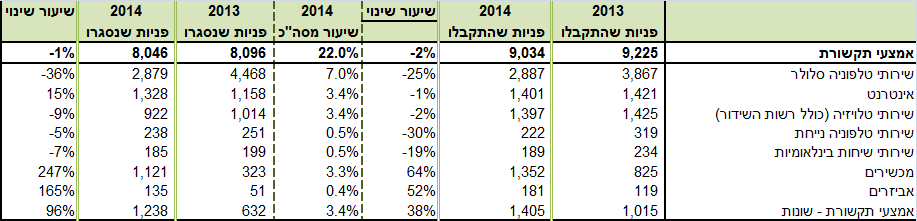 2013 2014 שיעור שינוי 2014 2013 2014 שיעור שינוי
פניות שהתקבלו פניות שהתקבלו שיעור מסה"כ פניות שנסגרו פניות שנסגרו
אמצעי תקשורת 9,225 9,034 -2% 22.0% 8,096 8,046 -1%
שירותי טלפוניה סלולר 3,867 2,887 -25% 7.0% 4,468 2,879 -36%
אינטרנט 1,421 1,401 -1% 3.4% 1,158 1,328 15%
שירותי טלויזיה (כולל רשות השידור) 1,425 1,397 -2% 3.4% 1,014 922 -9%
שירותי טלפוניה נייחת 319 222 -30% 0.5% 251 238 -5%
שירותי שיחות בינלאומיות 234 189 -19% 0.5% 199 185 -7%
מכשירים 825 1,352 64% 3.3% 323 1,121 247%
אביזרים 119 181 52% 0.4% 51 135 165%
אמצעי תקשורת - שונות 1,015 1,405 38% 3.4% 632 1,238 96%